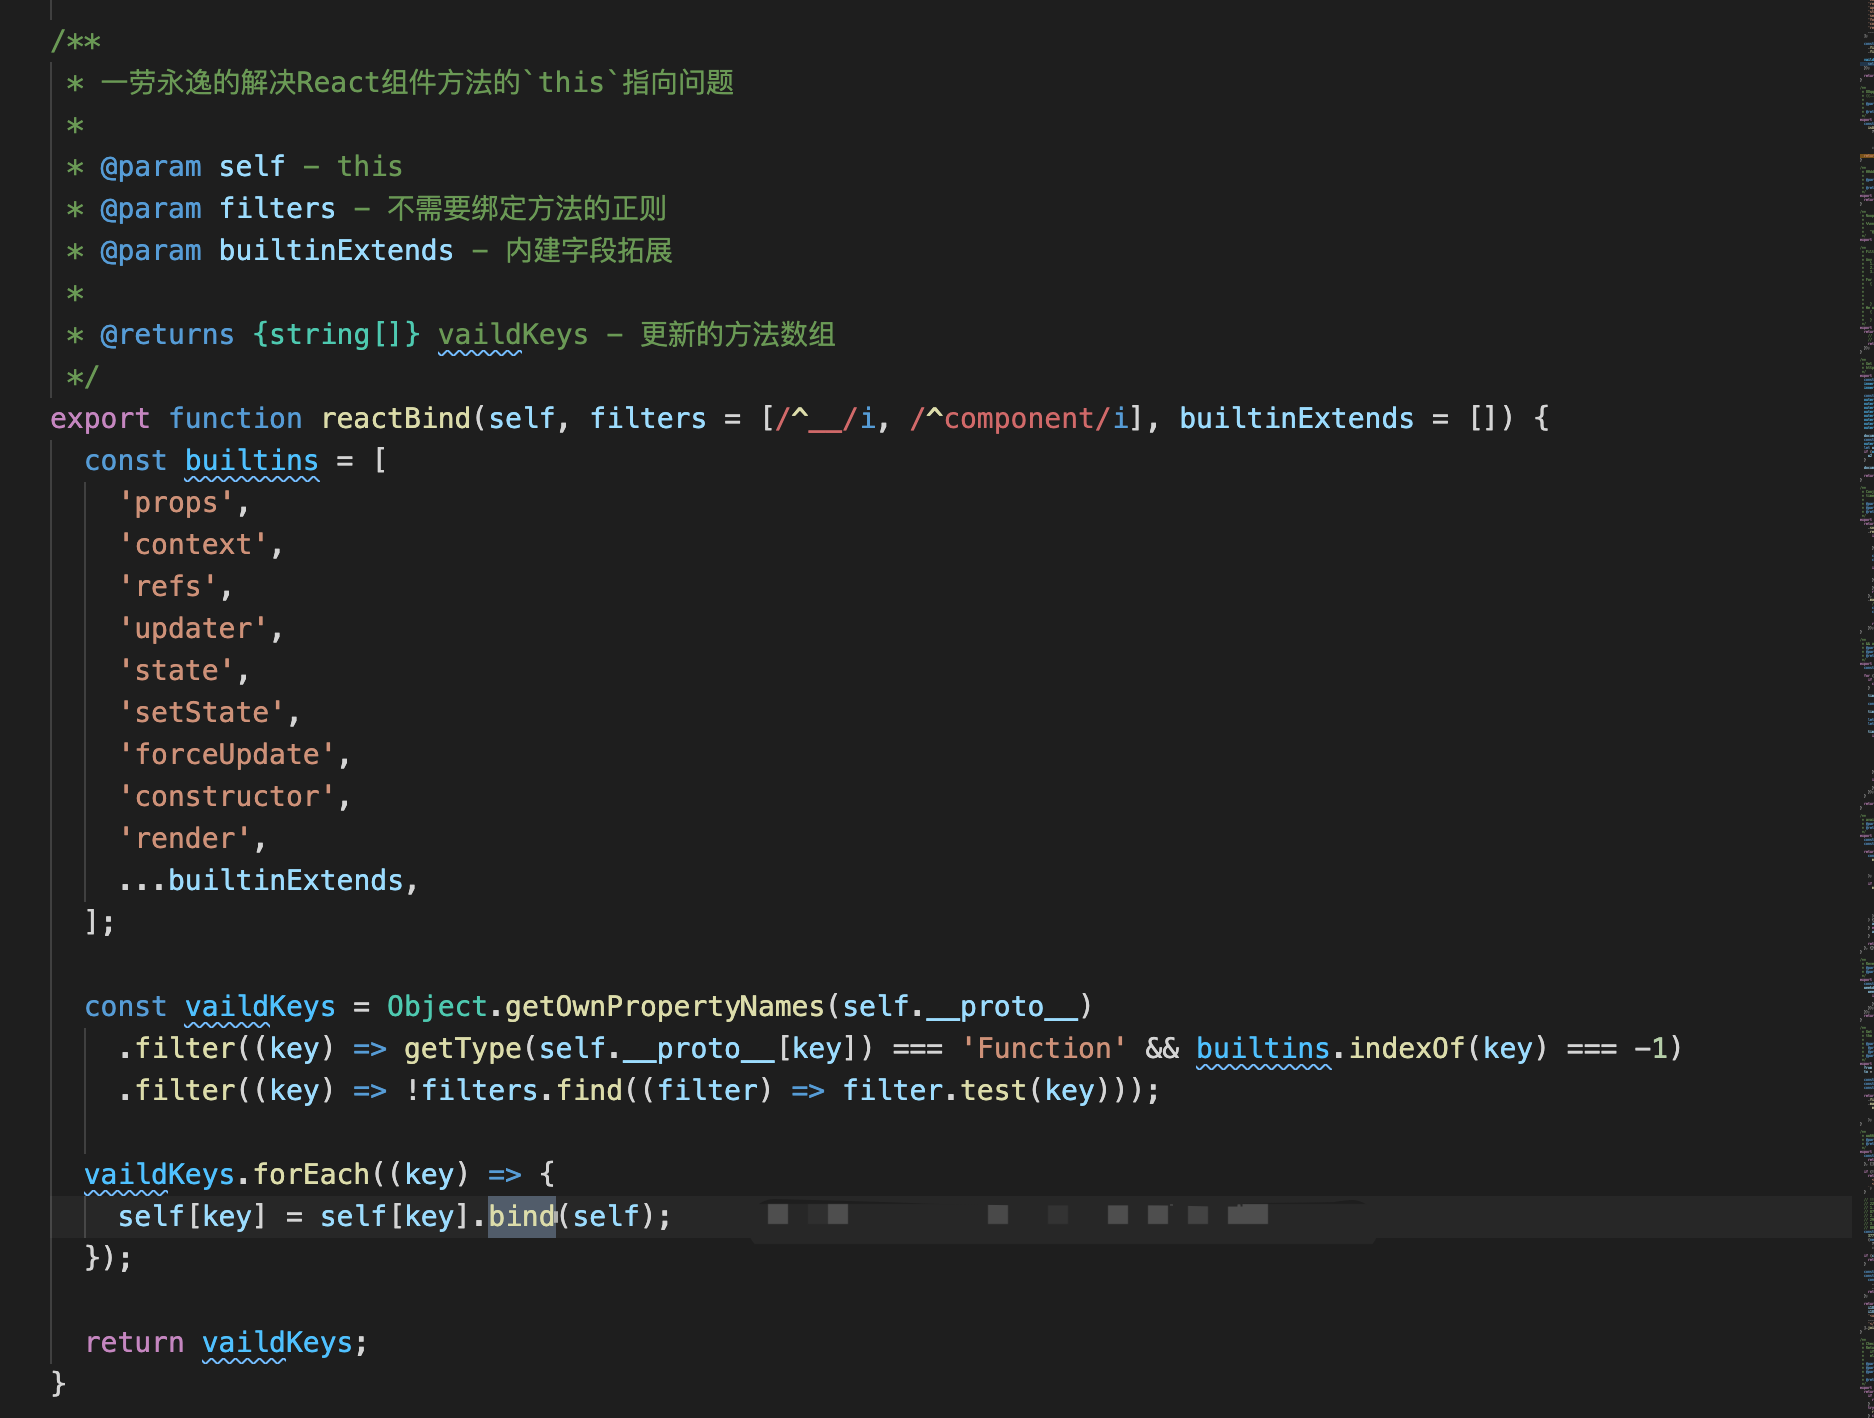 /**
 * 一劳永逸的解决React组件方法的`this`指向问题
 *
 * @param self - this
 * @param filters - 不需要绑定方法的正则
 * @param builtinExtends - 内建字段拓展
 *
 * @returns {string[]} vaildKeys - 更新的方法数组
 */
export function reactBind(self, filters = [/^__/i, /^component/i], builtinExtends = []) {
  const builtins = [
    'props',
    'context',
    'refs',
    'updater',
    'state',
    'setState',
    'forceUpdate',
    'constructor',
    'render',
    ...builtinExtends,
  ];
  const vaildKeys = Object.getOwnPropertyNames(self.__proto__)
    .filter((key) => getType(self.__proto__[key]) === 'Function' && builtins.indexOf(key) === -1)
    .filter((key) => !filters.find((filter) => filter.test(key)));
  vaildKeys.forEach((key) => {
    self[key] = self[key].bind(self);
  });
  return vaildKeys;
}